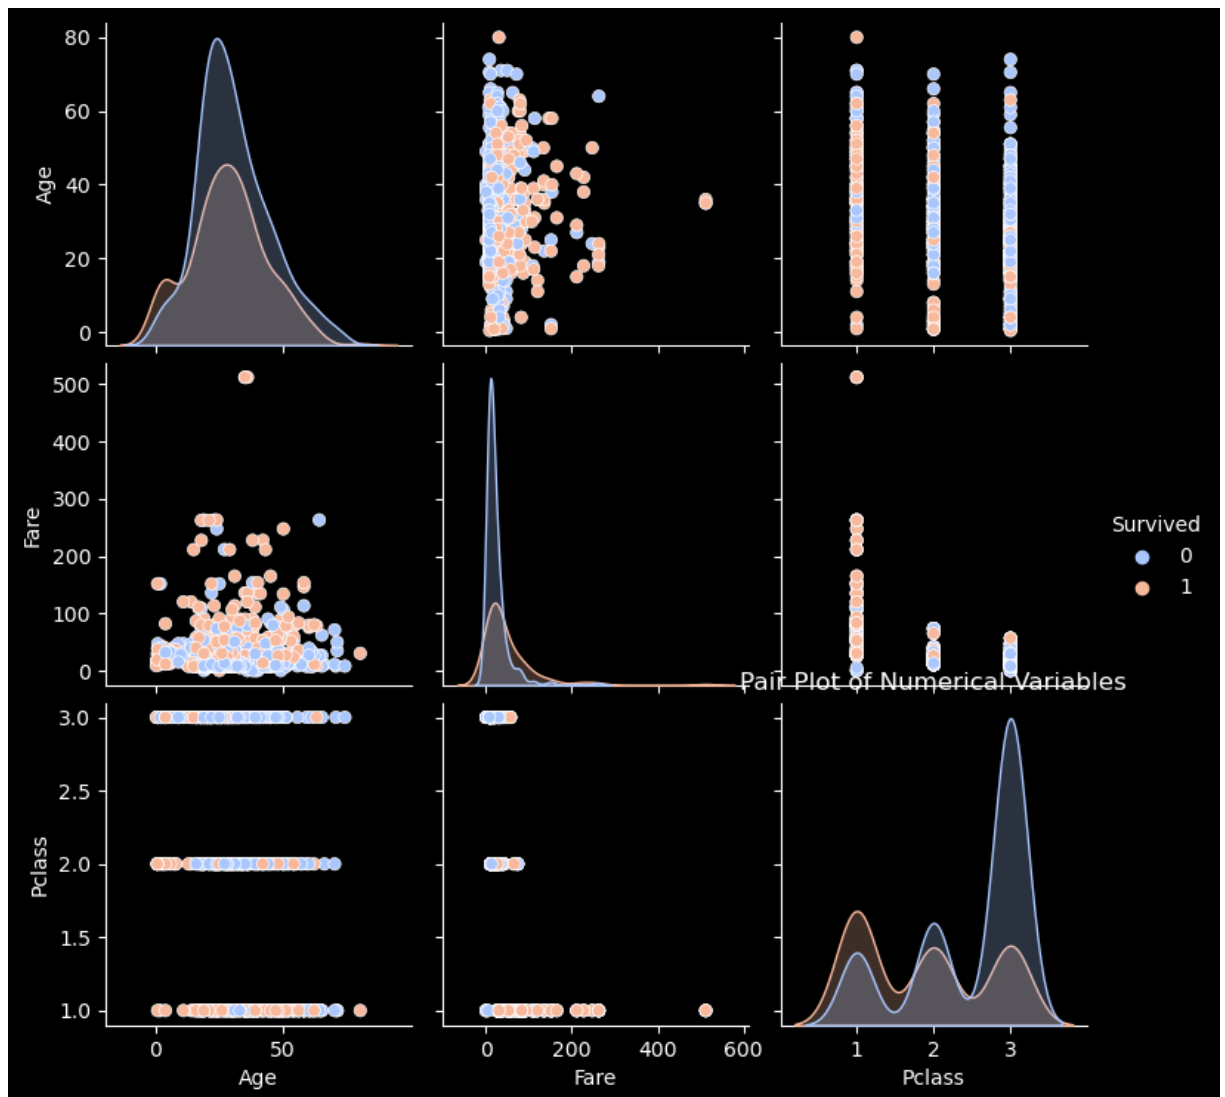 80
60
40
20
0
Age
500
400
300
200
100
0
Fare
Survived
0
1
Pair Plot of Numerical Variables
3.0
2.5
2.0
1.5
1.0
Pclass
0 50
0 200 400 600
1 2 3
Age Fare Pclass